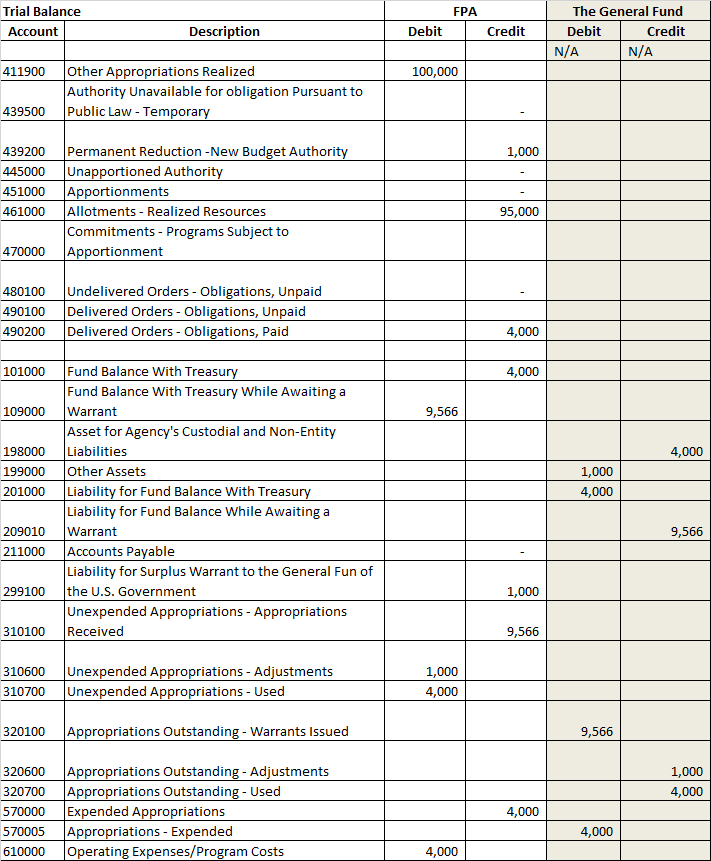 Trial Balance FPA The General Fund
Account Description Debit Credit Debit Credit
N/A N/A
411900 Other Appropriations Realized 100,000
Authority Unavailable for obligation Pursuant to
439500 Public Law - Temporary -
439200 Permanent Reduction -New Budget Authority 1,000
445000 Unapportioned Authority -
451000 Apportionments -
461000 Allotments - Realized Resources 95,000
Commitments - Programs Subject to
470000 Apportionment
480100 Undelivered Orders - Obligations, Unpaid -
490100 Delivered Orders - Obligations, Unpaid
490200 Delivered Orders - Obligations, Paid 4,000
101000 Fund Balance With Treasury 4,000
Fund Balance With Treasury While Awaiting a
109000 Warrant 9,566
Asset for Agency's Custodial and Non-Entity
198000 Liabilities 4,000
199000 Other Assets 1,000
201000 Liability for Fund Balance With Treasury 4,000
Liability for Fund Balance While Awaiting a
209010 Warrant 9,566
211000 Accounts Payable -
Liability for Surplus Warrant to the General Fun of
299100 the U.S. Government 1,000
Unexpended Appropriations - Appropriations
310100 Received 9,566
310600 Unexpended Appropriations - Adjustments 1,000
310700 Unexpended Appropriations - Used 4,000
320100 Appropriations Outstanding - Warrants Issued 9,566
320600 Appropriations Outstanding - Adjustments 1,000
320700 Appropriations Outstanding - Used 4,000
570000 Expended Appropriations 4,000
570005 Appropriations - Expended 4,000
610000 Operating Expenses/Program Costs 4,000